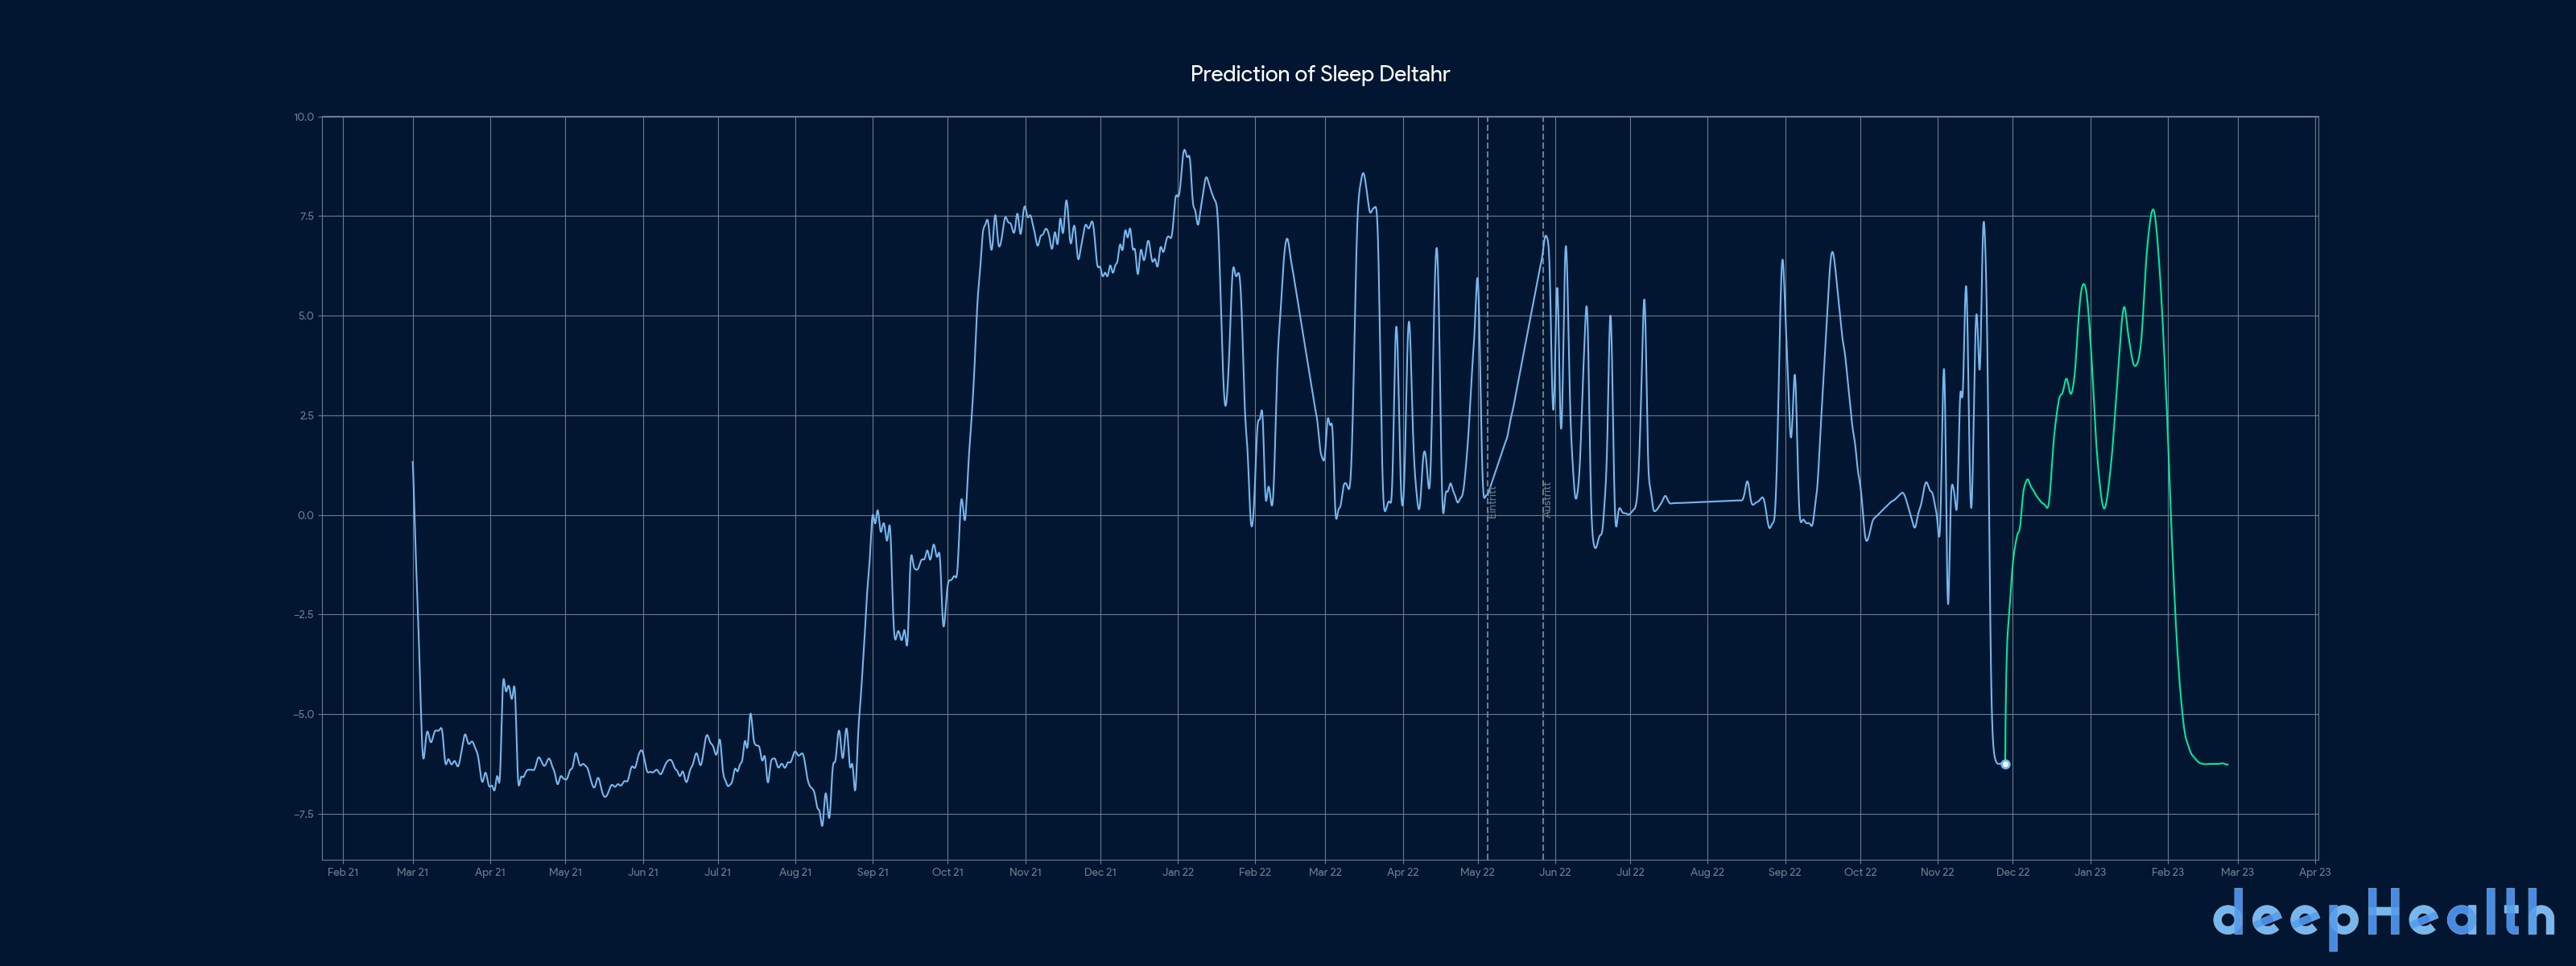 Prediction of Sleep Deltahr
10.0
7.5
5.0
2.5
0.0
−2.5
−5.0
−7.5
Eintritt
Austritt
Feb 21 Mar 21 Apr 21 May 21 Jun 21 Jul 21 Aug 21 Sep 21 Oct 21 Nov 21 Dec 21 Jan 22 Feb 22 Mar 22 Apr 22 May 22 Jun 22 Jul 22 Aug 22 Sep 22 Oct 22 Nov 22 Dec 22 Jan 23 Feb 23 Mar 23 Apr 23
deepHealth